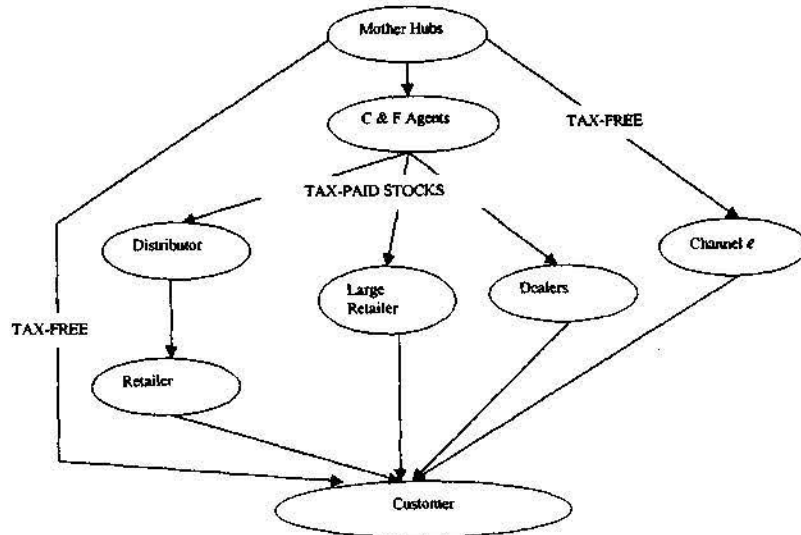 Mother Hubs
C & F Agents
TAX-FREE
TAX-PAID STOCKS
Distributor
Channel e
Large
Retailer
Dealers
TAX-FREE
Retailer
Customer